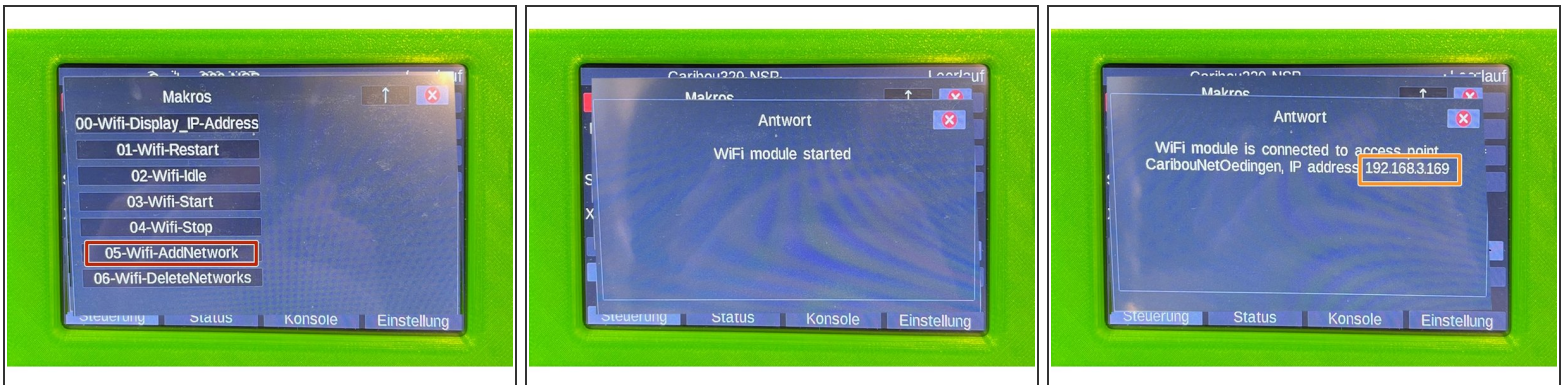 Makros
↑
00-Wifi-Display_IP-Address
01-Wifi-Restart
02-Wifi-Idle
03-Wifi-Start
04-Wifi-Stop
05-Wifi-AddNetwork
06-Wifi-DeleteNetworks
Steuerung Status Konsole Einstellung
Caribou320-NSP Leerlauf
Makros ↑
Antwort
WiFi module started
Steuerung Status Konsole Einstellung
Caribou320-NSP Leerlauf
Makros ↑
Antwort
WiFi module is connected to access point
CaribouNetOedingen, IP address 192.168.3.169
Steuerung Status Konsole Einstellung